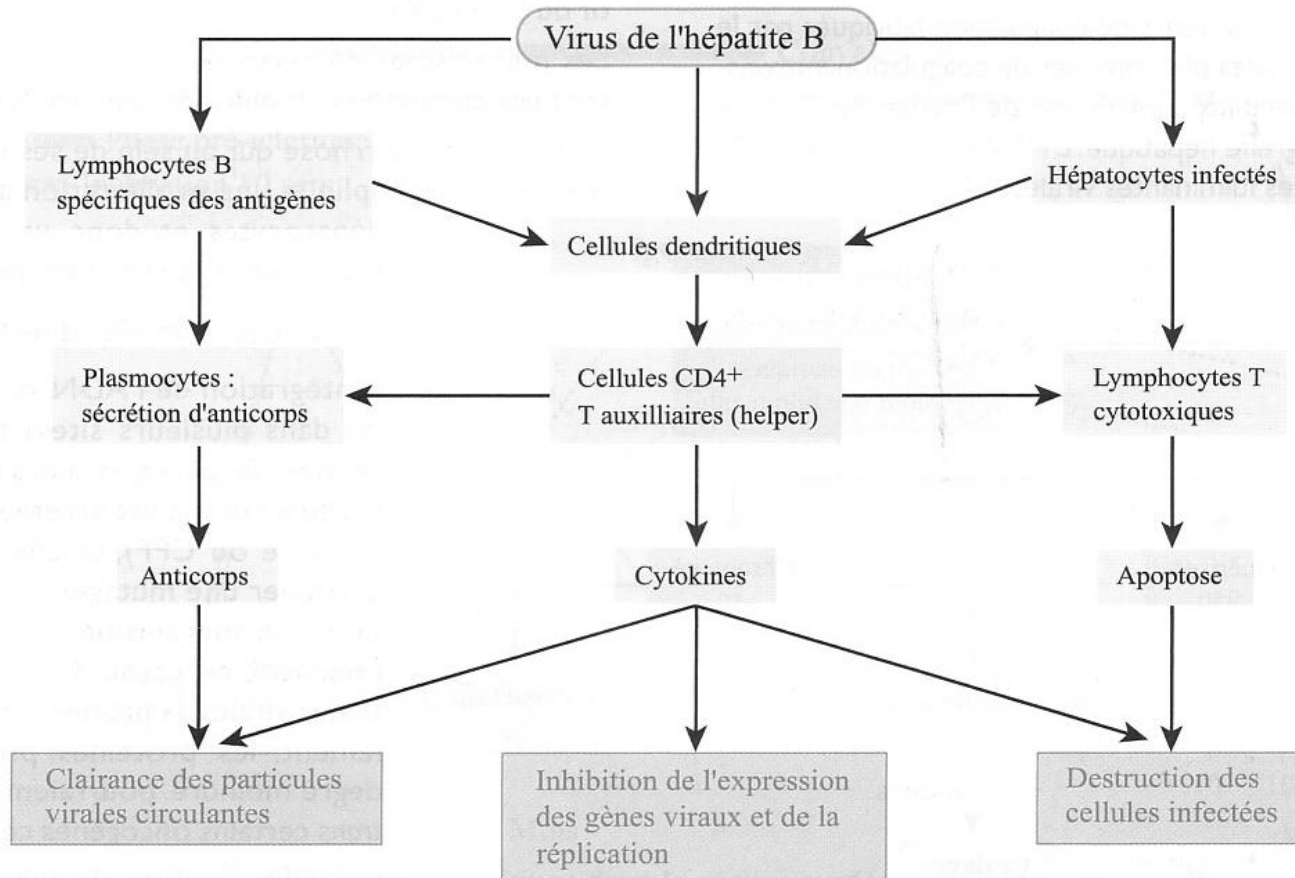 Virus de l'hépatite B
Lymphocytes B
spécifiques des antigènes
Hépatocytes infectés
Cellules dendritiques
Plasmocytes :
sécrétion d'anticorps
Cellules CD4+
T auxilliaires (helper)
Lymphocytes T
cytotoxiques
Anticorps
Cytokines
Apoptose
Clairance des particules
virales circulantes
Inhibition de l'expression
des gènes viraux et de la
réplication
Destruction des
cellules infectées